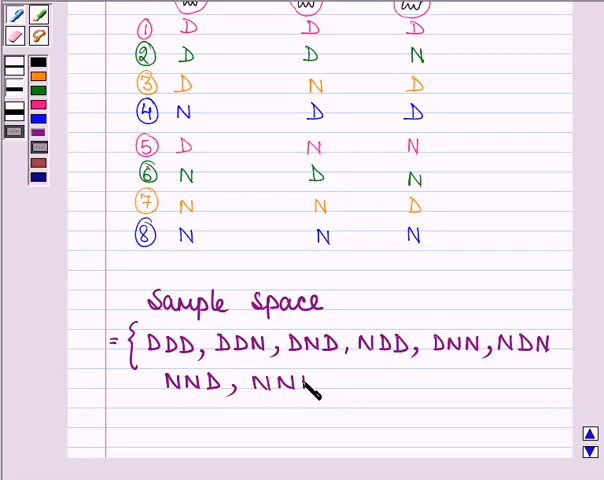 1 D D D
2 D D N
3 D N D
4 N D D
5 D N N
6 N D N
7 N N D
8 N N N
Sample Space
= { DDD, DDN, DND, NDD, DNN, NDN
NND, NN